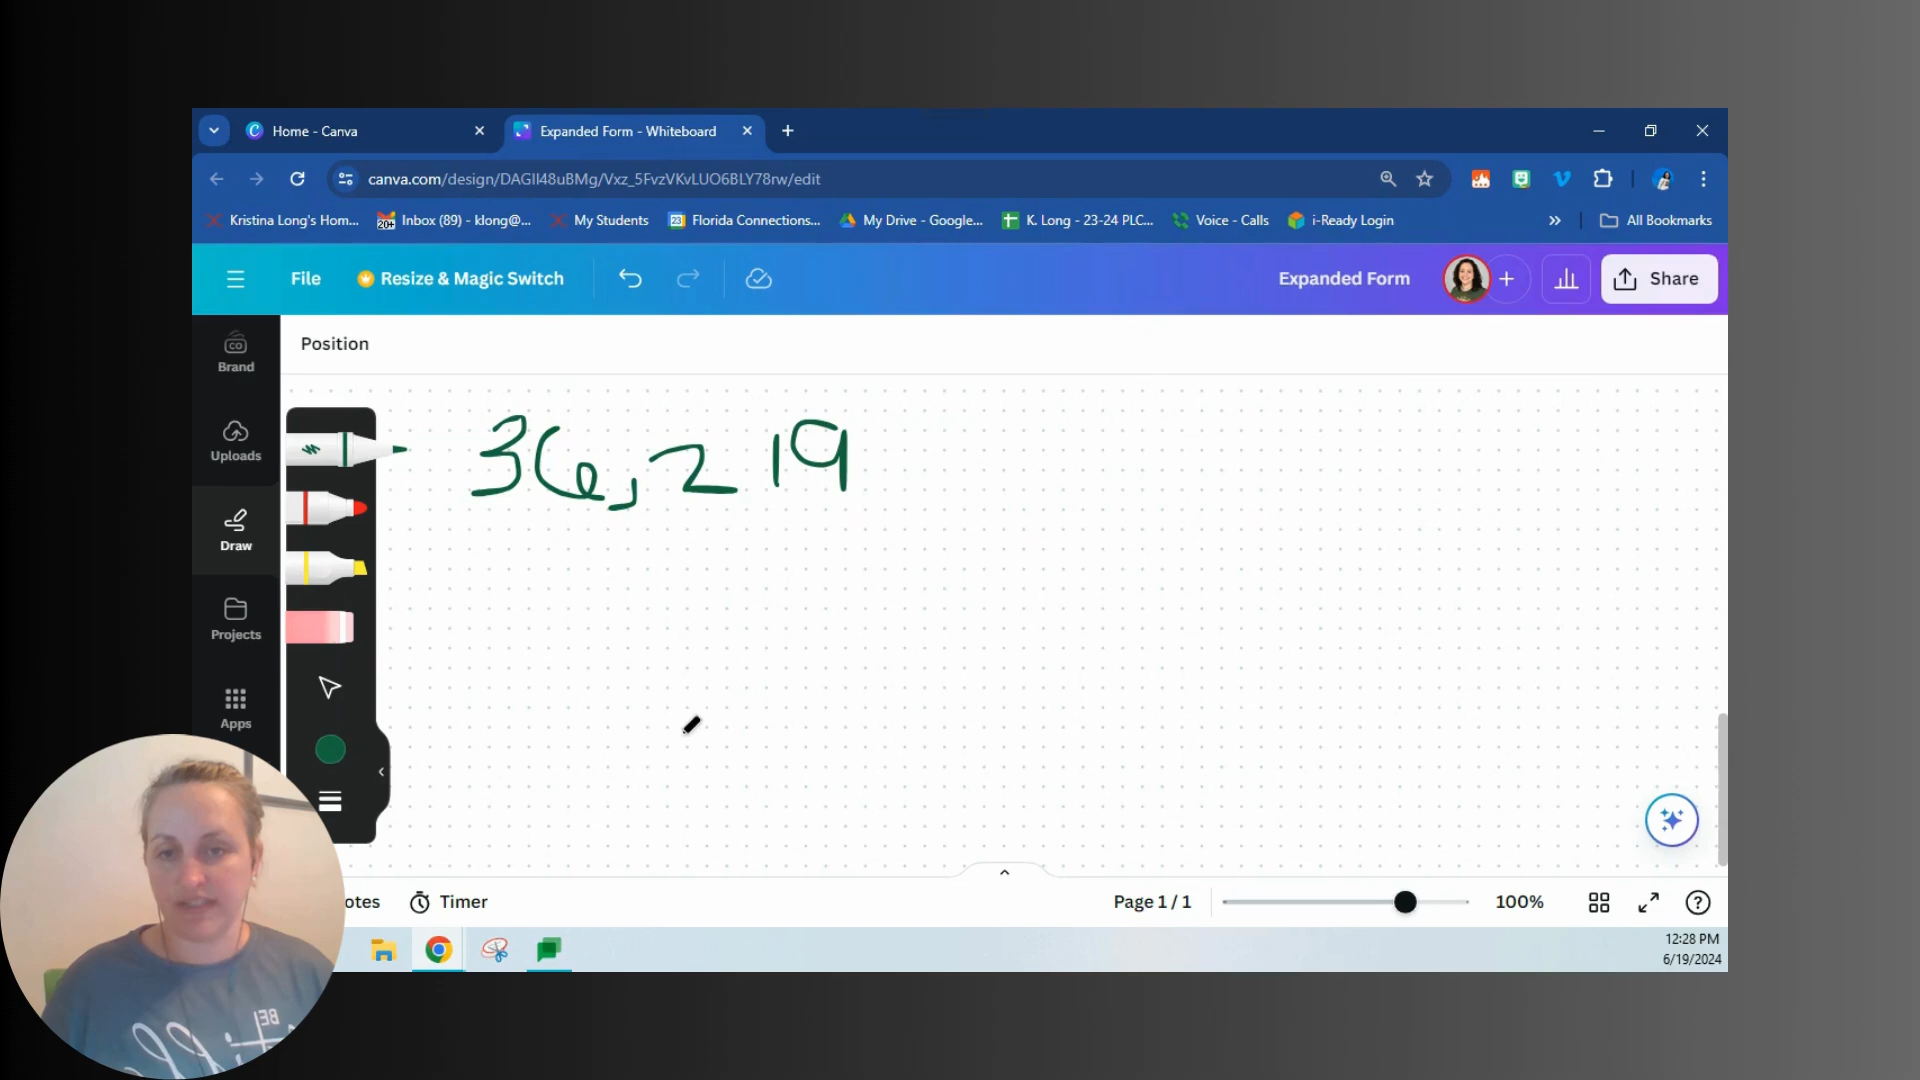 Home - Canva
Expanded Form - Whiteboard
canva.com/design/DAGIl48uBMg/Vxz_5FvzVKvLUO6BLY78rw/edit
Kristina Long's Hom...
20+
Inbox (89) - klong@...
My Students
23
Florida Connections...
My Drive - Google...
K. Long - 23-24 PLC...
Voice - Calls
i-Ready Login
All Bookmarks
File
Resize & Magic Switch
Expanded Form
Share
Brand
Position
36,219
Uploads
Draw
Projects
Apps
otes
Timer
Page 1 / 1
100%
12:28 PM
6/19/2024
BE